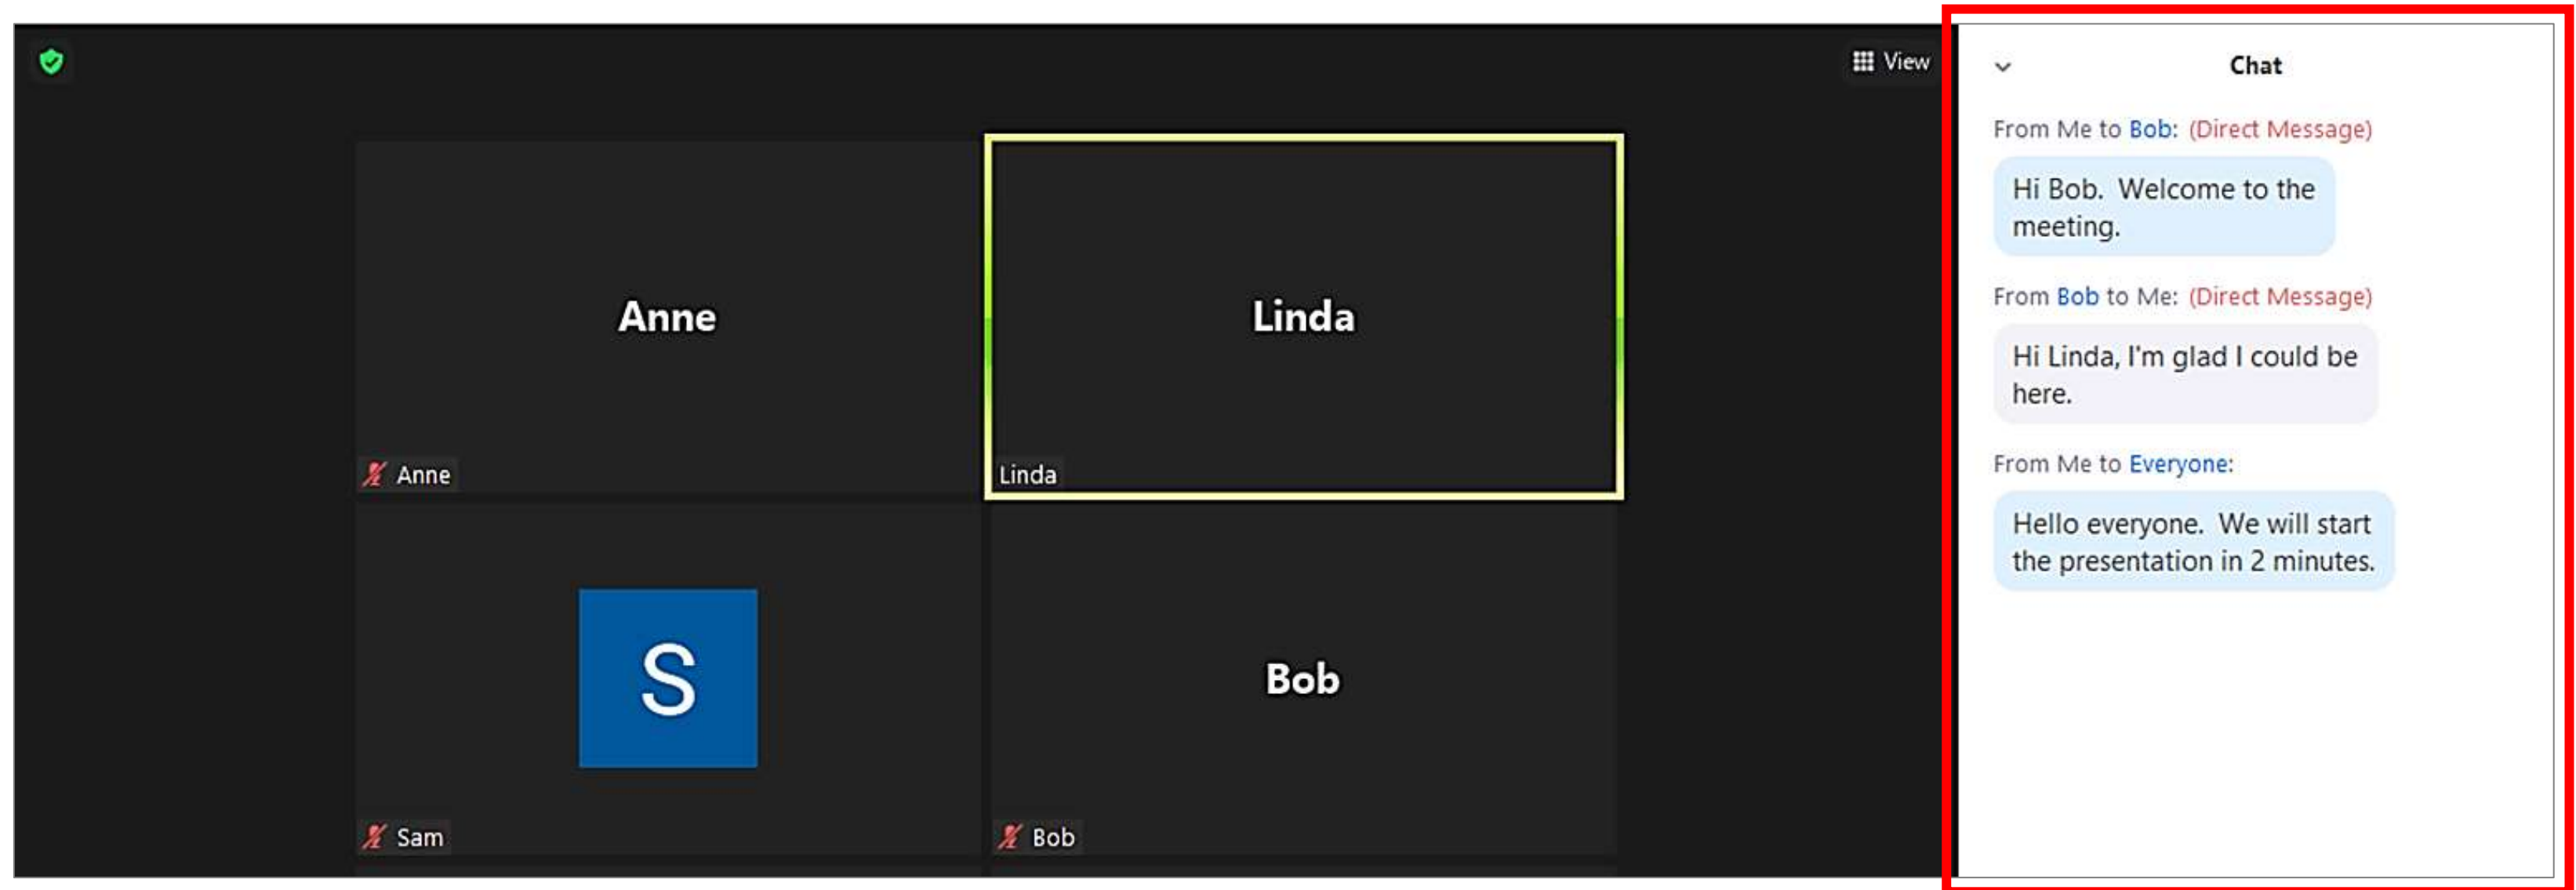 View
Anne
Linda
Anne
Linda
S
Bob
Sam
Bob
Chat
From Me to Bob: (Direct Message)
Hi Bob.  Welcome to the
meeting.
From Bob to Me: (Direct Message)
Hi Linda, I'm glad I could be
here.
From Me to Everyone:
Hello everyone.  We will start
the presentation in 2 minutes.